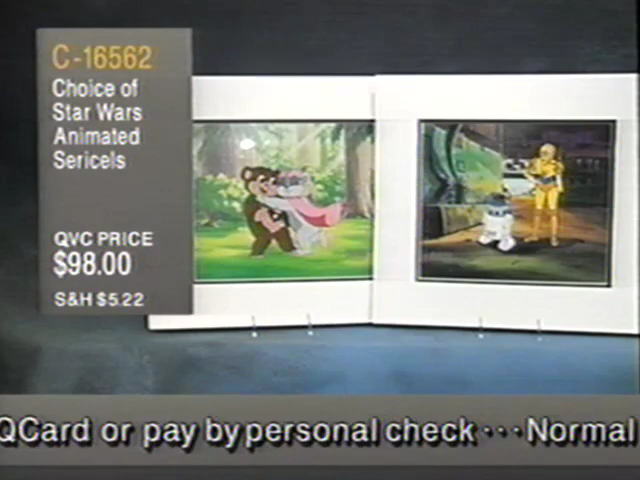 C-16562
Choice of
Star Wars
Animated
Sericels
QVC PRICE
$98.00
S&H $5.22
QCard or pay by personal check ··· Normal